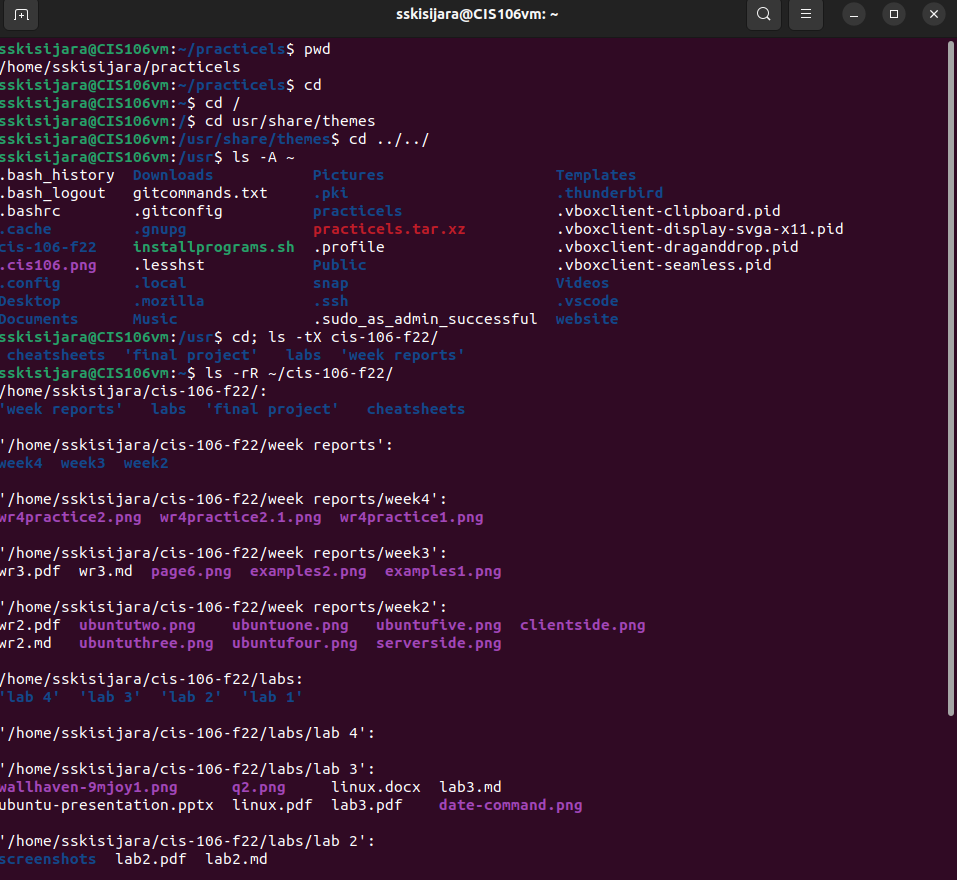 sskisijara@CIS106vm: ~
sskisijara@CIS106vm:~/practicels$ pwd
/home/sskisijara/practicels
sskisijara@CIS106vm:~/practicels$ cd
sskisijara@CIS106vm:~$ cd /
sskisijara@CIS106vm:/$ cd usr/share/themes
sskisijara@CIS106vm:/usr/share/themes$ cd ../../
sskisijara@CIS106vm:/usr$ ls -A ~
.bash_history  Downloads          Pictures                   Templates
.bash_logout   gitcommands.txt    .pki                       .thunderbird
.bashrc        .gitconfig         practicels                 .vboxclient-clipboard.pid
.cache         .gnupg             practicels.tar.xz          .vboxclient-display-svga-x11.pid
cis-106-f22    installprograms.sh  .profile                  .vboxclient-draganddrop.pid
.cis106.png    .lesshst           Public                     .vboxclient-seamless.pid
.config        .local             snap                       Videos
Desktop        .mozilla           .ssh                       .vscode
Documents      Music              .sudo_as_admin_successful  website
sskisijara@CIS106vm:/usr$ cd; ls -tX cis-106-f22/
 cheatsheets  'final project'   labs  'week reports'
sskisijara@CIS106vm:~$ ls -rR ~/cis-106-f22/
/home/sskisijara/cis-106-f22/:
'week reports'   labs  'final project'   cheatsheets
'/home/sskisijara/cis-106-f22/week reports':
week4  week3  week2
'/home/sskisijara/cis-106-f22/week reports/week4':
wr4practice2.png  wr4practice2.1.png  wr4practice1.png
'/home/sskisijara/cis-106-f22/week reports/week3':
wr3.pdf  wr3.md  page6.png  examples2.png  examples1.png
'/home/sskisijara/cis-106-f22/week reports/week2':
wr2.pdf  ubuntutwo.png    ubuntuone.png   ubuntufive.png  clientside.png
wr2.md   ubuntuthree.png  ubuntufour.png  serverside.png
/home/sskisijara/cis-106-f22/labs:
'lab 4'  'lab 3'  'lab 2'  'lab 1'
'/home/sskisijara/cis-106-f22/labs/lab 4':
'/home/sskisijara/cis-106-f22/labs/lab 3':
wallhaven-9mjoy1.png      q2.png     linux.docx  lab3.md
ubuntu-presentation.pptx  linux.pdf  lab3.pdf    date-command.png
'/home/sskisijara/cis-106-f22/labs/lab 2':
screenshots  lab2.pdf  lab2.md